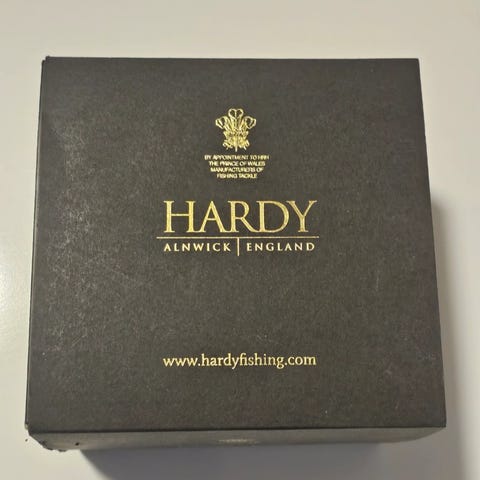 BY APPOINTMENT TO HRH
THE PRINCE OF WALES
MANUFACTURERS OF
FISHING TACKLE
HARDY
ALNWICK | ENGLAND
www.hardyfishing.com